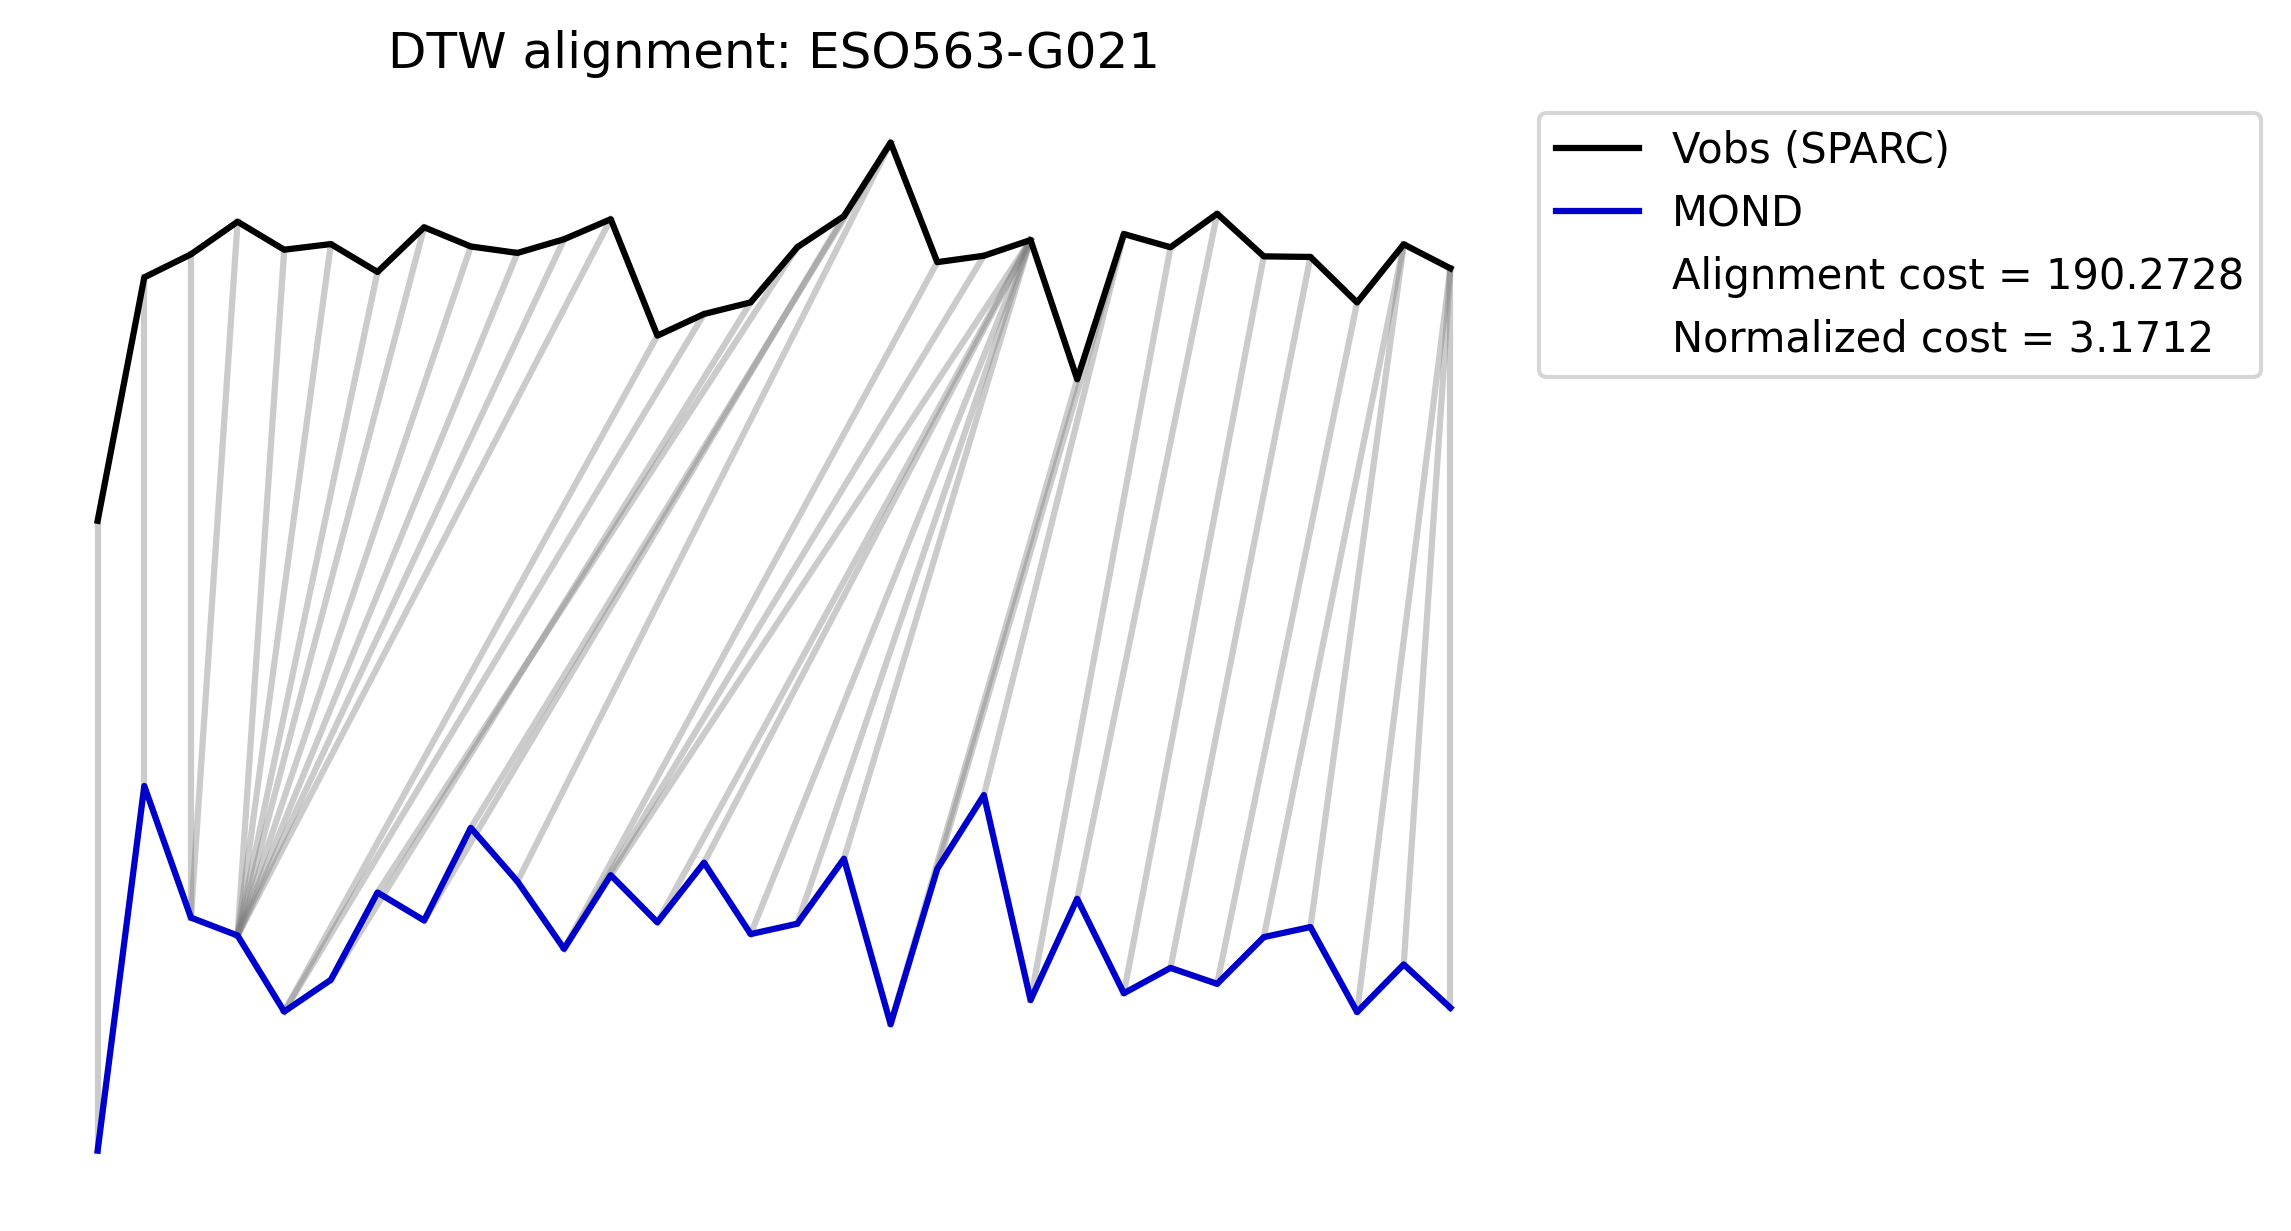 DTW alignment: ESO563-G021
Vobs (SPARC)
MOND
Alignment cost = 190.2728
Normalized cost = 3.1712